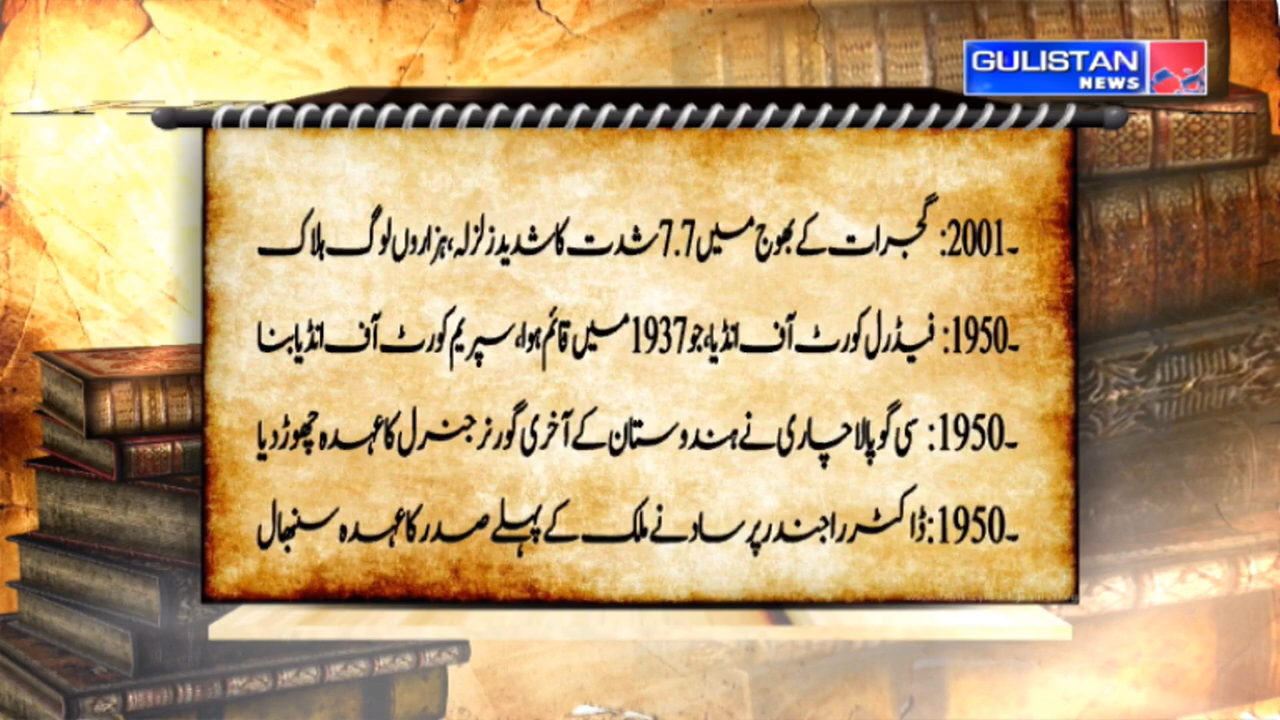 GULISTAN
NEWS
۔2001: گجرات کے بھوج میں 7.7 شدت کا شدید زلزلہ، ہزاروں لوگ ہلاک
۔1950: فیڈرل کورٹ آف انڈیا، جو 1937 میں قائم ہوا، سپریم کورٹ آف انڈیا بنا
۔1950: سی گوپالاچاری نے ہندوستان کے آخری گورنر جنرل کا عہدہ چھوڑ دیا
۔1950: ڈاکٹر راجندر پرساد نے ملک کے پہلے صدر کا عہدہ سنبھال